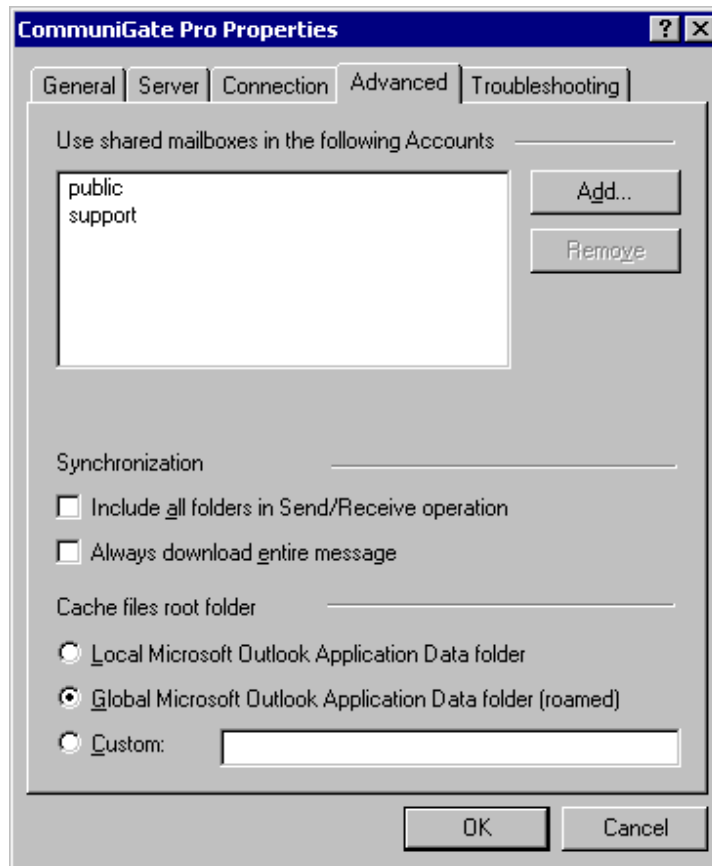 CommuniGate Pro Properties
General Server Connection Advanced Troubleshooting
Use shared mailboxes in the following Accounts
public
support
Add...
Remove
Synchronization
Include all folders in Send/Receive operation
Always download entire message
Cache files root folder
Local Microsoft Outlook Application Data folder
Global Microsoft Outlook Application Data folder (roamed)
Custom:
OK Cancel